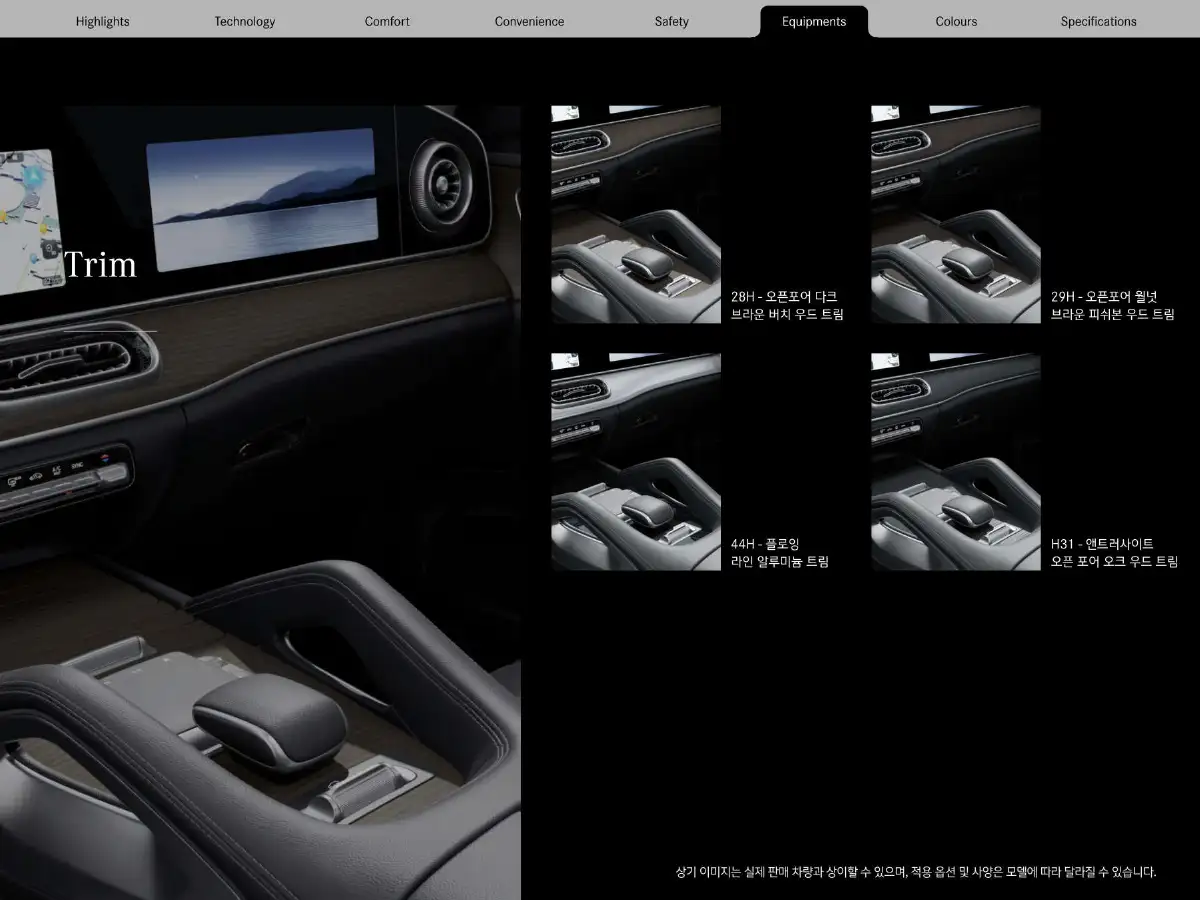 Highlights
Technology
Comfort
Convenience
Safety
Equipments
Colours
Specifications
Trim
28H - 오픈포어 다크
브라운 버치 우드 트림
29H - 오픈포어 월넛
브라운 피쉬본 우드 트림
44H - 플로잉
라인 알루미늄 트림
H31 - 앤트러사이트
오픈 포어 오크 우드 트림
상기 이미지는 실제 판매 차량과 상이할 수 있으며, 적용 옵션 및 사양은 모델에 따라 달라질 수 있습니다.